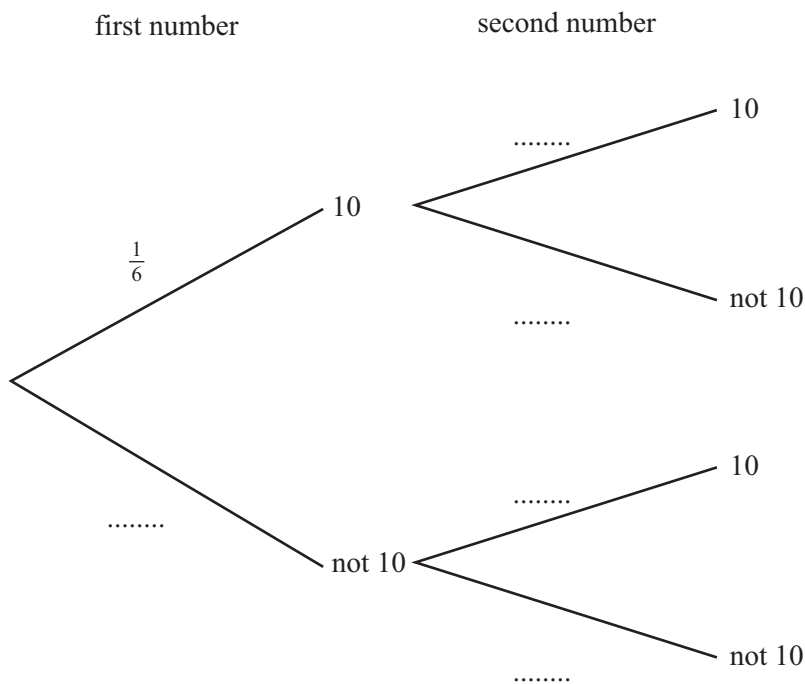 first number second number
10
........
10
1/6
not 10
........
10
........
........
not 10
not 10
........